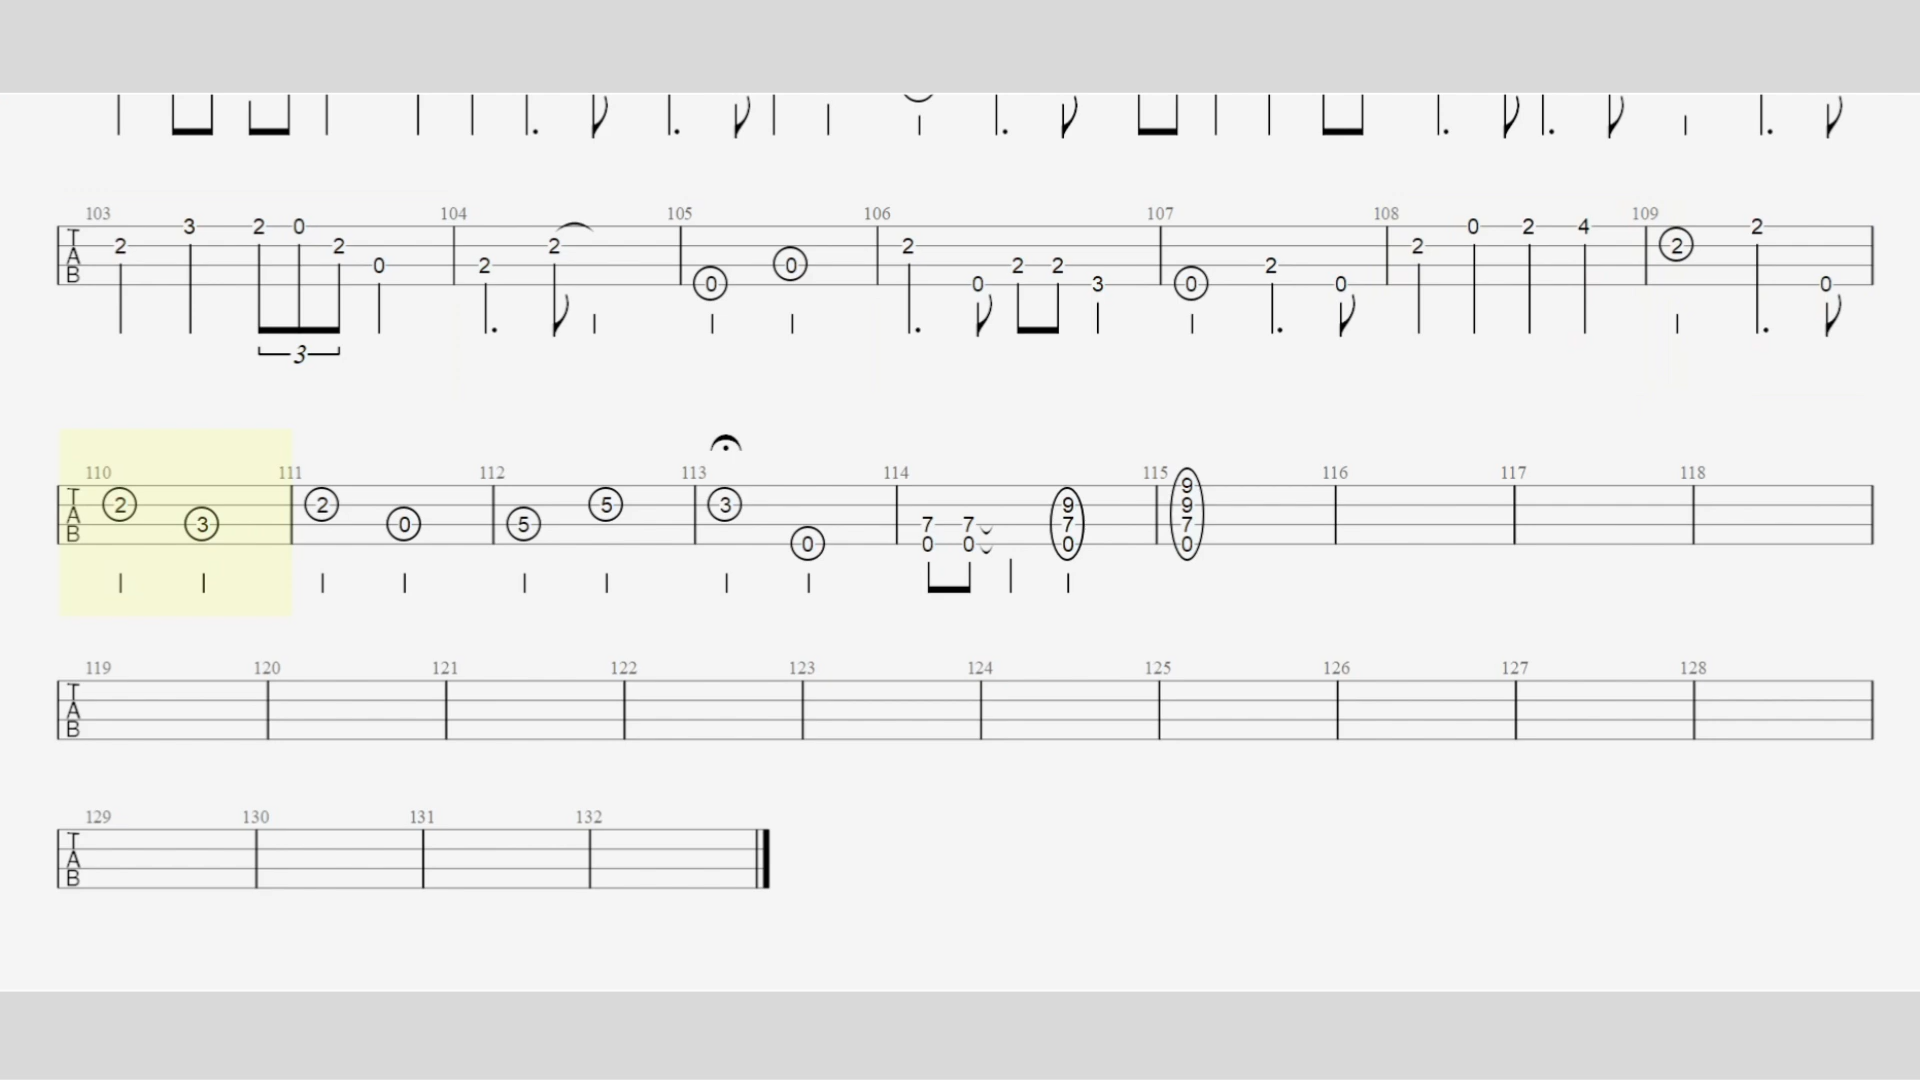 103 104 105 106 107 108 109
3 2 0 0 2 4 2
T 2 2 2 2 2 2
A 0 2 0 2 2 2
B 0 0 3 0 0 0
3
110 111 112 113 114 115 116 117 118
9
T 2 2 5 3 9 9
A 3 0 5 7 7 7 7
B 0 0 0 0 0
119 120 121 122 123 124 125 126 127 128
T
A
B
129 130 131 132
T
A
B